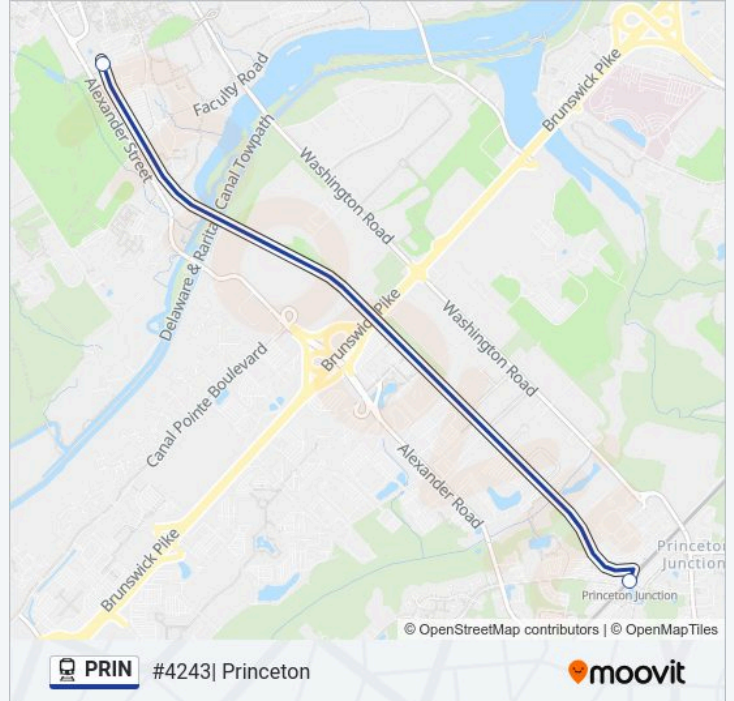 Faculty Road
Alexander Street
Brunswick Pike
Delaware & Raritan Canal Towpath
Washington Road
Brunswick Pike
Washington Road
Canal Pointe Boulevard
Alexander Road
Brunswick Pike
Princeton
Junction
Princeton Junction
© OpenStreetMap contributors | © OpenMapTiles
PRIN #4243| Princeton
moovit